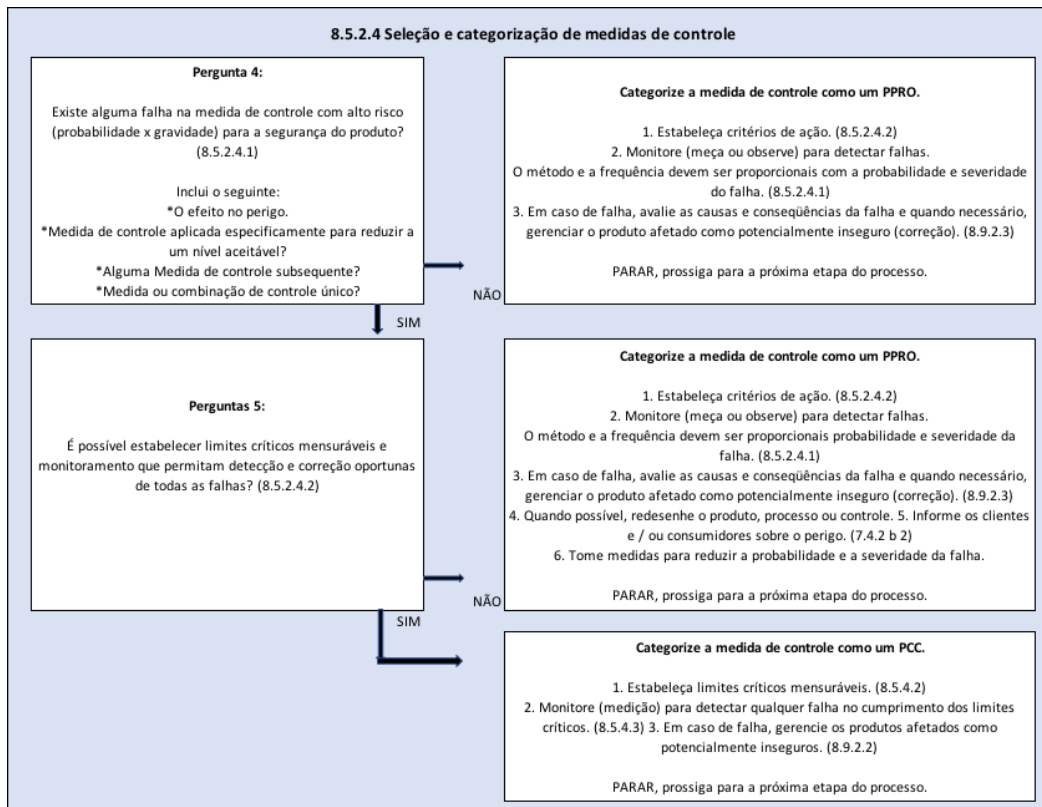 8.5.2.4 Seleção e categorização de medidas de controle
Pergunta 4:
Existe alguma falha na medida de controle com alto risco
(probabilidade x gravidade) para a segurança do produto?
(8.5.2.4.1)
Inclui o seguinte:
*O efeito no perigo.
*Medida de controle aplicada especificamente para reduzir a
um nível aceitável?
*Alguma Medida de controle subsequente?
*Medida ou combinação de controle único?
NÃO
SIM
Categorize a medida de controle como um PPRO.
1. Estabeleça critérios de ação. (8.5.2.4.2)
2. Monitore (meça ou observe) para detectar falhas.
O método e a frequência devem ser proporcionais com a probabilidade e severidade
do falha. (8.5.2.4.1)
3. Em caso de falha, avalie as causas e conseqüências da falha e quando necessário,
gerenciar o produto afetado como potencialmente inseguro (correção). (8.9.2.3)
PARAR, prossiga para a próxima etapa do processo.
Perguntas 5:
É possível estabelecer limites críticos mensuráveis e
monitoramento que permitam detecção e correção oportunas
de todas as falhas? (8.5.2.4.2)
NÃO
SIM
Categorize a medida de controle como um PPRO.
1. Estabeleça critérios de ação. (8.5.2.4.2)
2. Monitore (meça ou observe) para detectar falhas.
O método e a frequência devem ser proporcionais probabilidade e severidade da
falha. (8.5.2.4.1)
3. Em caso de falha, avalie as causas e conseqüências da falha e quando necessário,
gerenciar o produto afetado como potencialmente inseguro (correção). (8.9.2.3)
4. Quando possível, redesenhe o produto, processo ou controle. 5. Informe os clientes
e / ou consumidores sobre o perigo. (7.4.2 b 2)
6. Tome medidas para reduzir a probabilidade e a severidade da falha.
PARAR, prossiga para a próxima etapa do processo.
Categorize a medida de controle como um PCC.
1. Estabeleça limites críticos mensuráveis. (8.5.4.2)
2. Monitore (medição) para detectar qualquer falha no cumprimento dos limites
críticos. (8.5.4.3) 3. Em caso de falha, gerencie os produtos afetados como
potencialmente inseguros. (8.9.2.2)
PARAR, prossiga para a próxima etapa do processo.